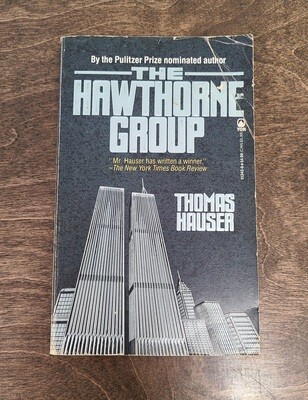 By the Pulitzer Prize nominated author
THE
HAWTHORNE
GROUP
"Mr. Hauser has written a winner."
—The New York Times Book Review
THOMAS
HAUSER
TOR